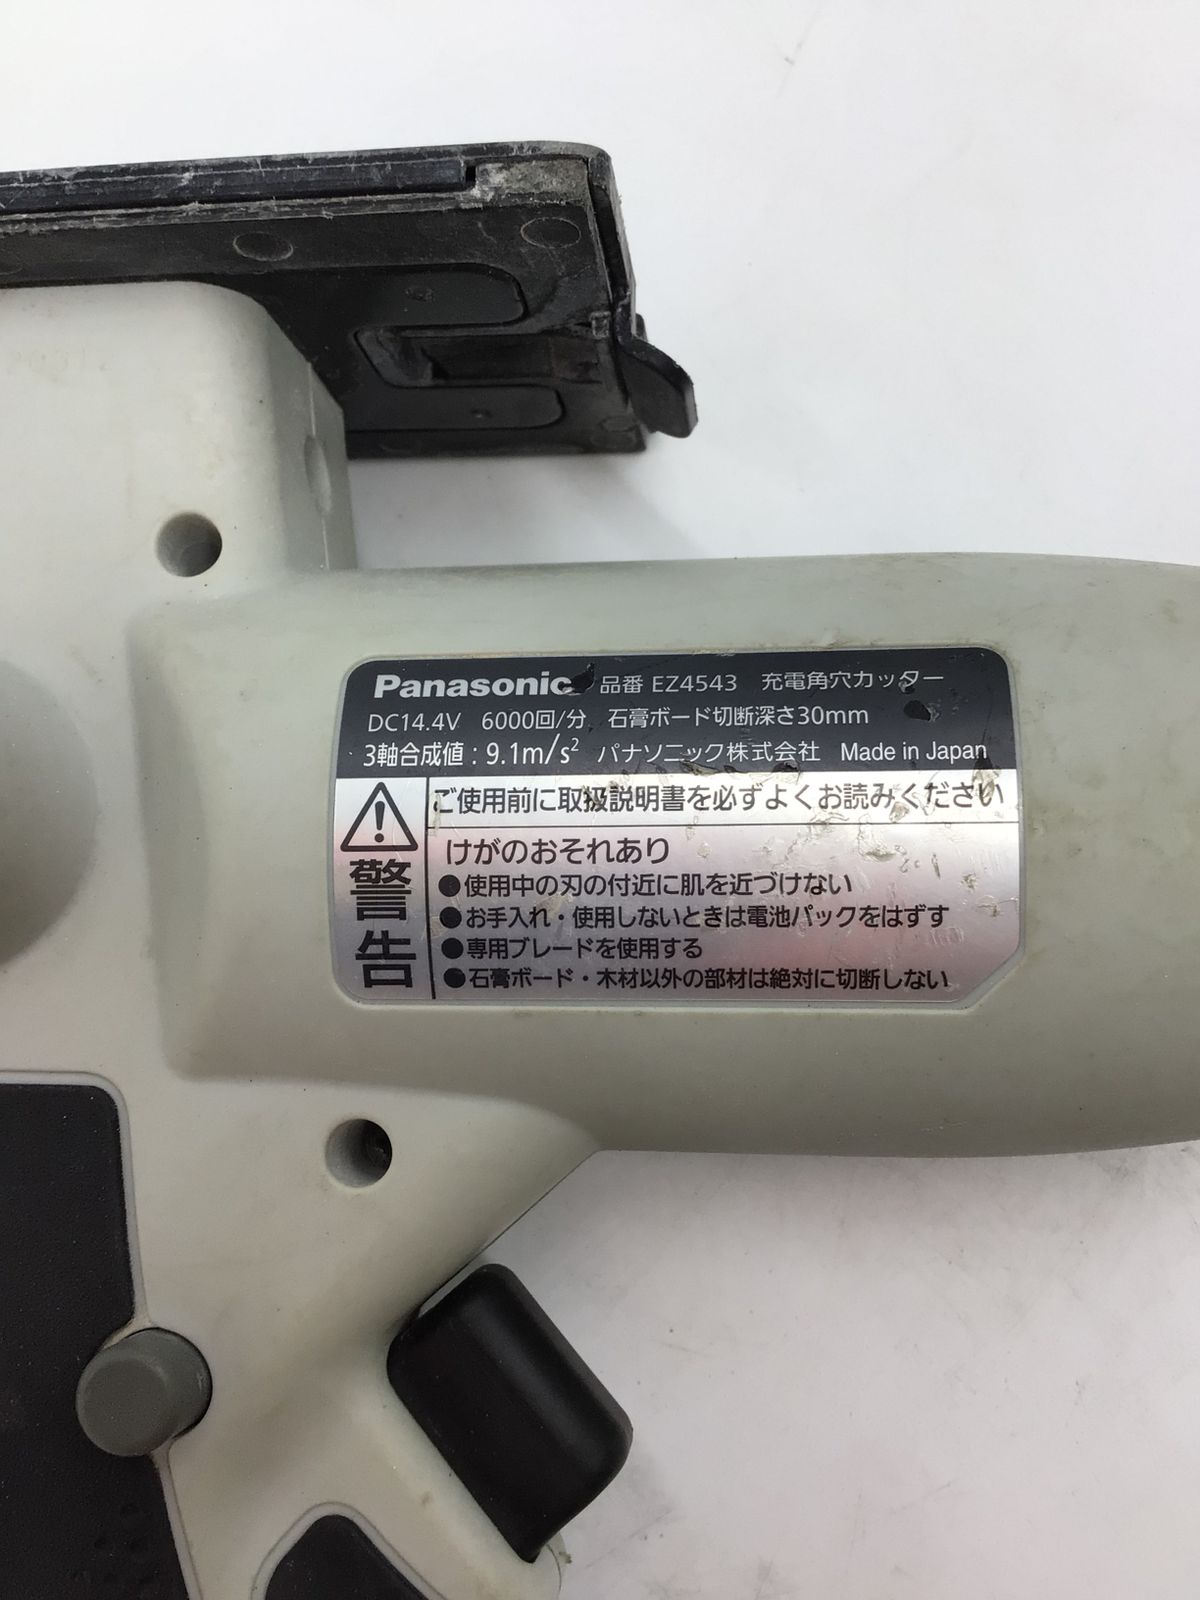 Panasonic 品番 EZ4543 充電角穴カッター
DC14.4V 6000回/分 石膏ボード切断深さ30mm
3軸合成値：9.1m/s² パナソニック株式会社 Made in Japan
ご使用前に取扱説明書を必ずよくお読みください
警告
けがのおそれあり
●使用中の刃の付近に肌を近づけない
●お手入れ・使用しないときは電池パックをはずす
●専用ブレードを使用する
●石膏ボード・木材以外の部材は絶対に切断しない